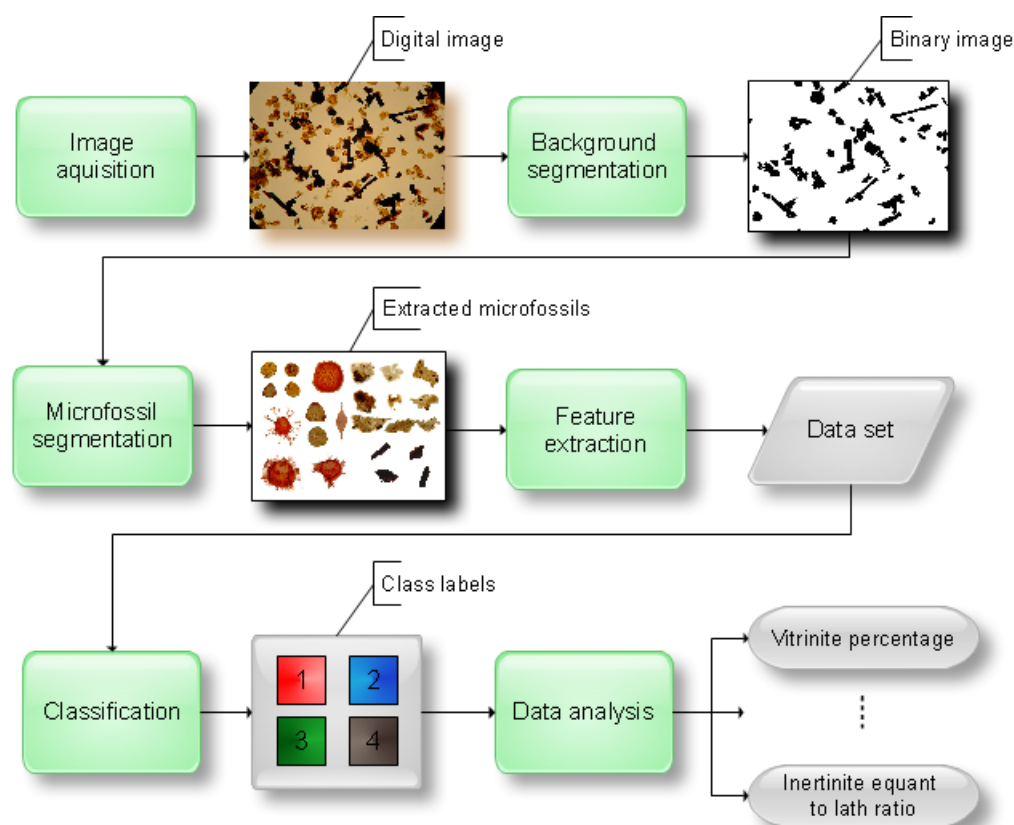 Digital image
Binary image
Image
aquisition
Background
segmentation
Extracted microfossils
Microfossil
segmentation
Feature
extraction
Data set
Class labels
Classification
1
2
3
4
Data analysis
Vitrinite percentage
Inertinite equant
to lath ratio